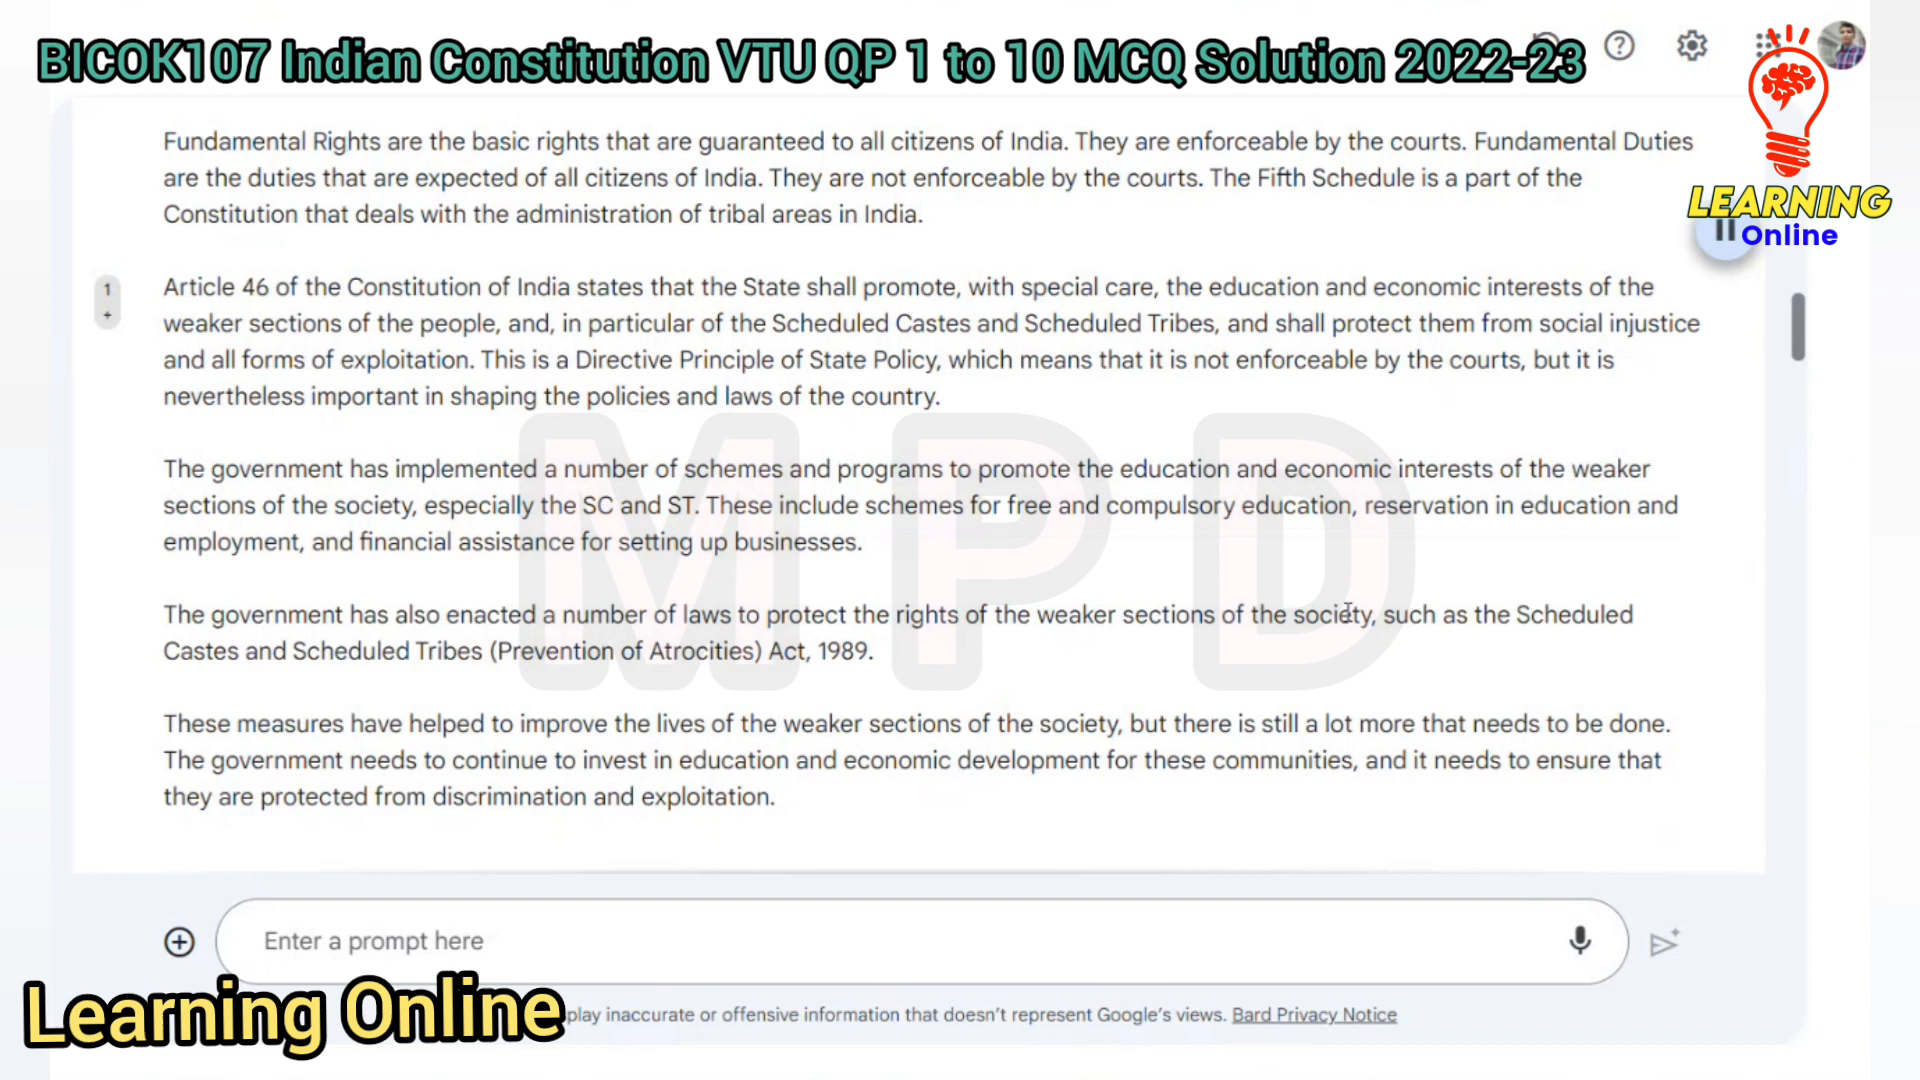 BICOK107 Indian Constitution VTU QP 1 to 10 MCQ Solution 2022-23
Fundamental Rights are the basic rights that are guaranteed to all citizens of India. They are enforceable by the courts. Fundamental Duties
are the duties that are expected of all citizens of India. They are not enforceable by the courts. The Fifth Schedule is a part of the
Constitution that deals with the administration of tribal areas in India.
LEARNING
Online
1
+
Article 46 of the Constitution of India states that the State shall promote, with special care, the education and economic interests of the
weaker sections of the people, and, in particular of the Scheduled Castes and Scheduled Tribes, and shall protect them from social injustice
and all forms of exploitation. This is a Directive Principle of State Policy, which means that it is not enforceable by the courts, but it is
nevertheless important in shaping the policies and laws of the country.
MPD
The government has implemented a number of schemes and programs to promote the education and economic interests of the weaker
sections of the society, especially the SC and ST. These include schemes for free and compulsory education, reservation in education and
employment, and financial assistance for setting up businesses.
The government has also enacted a number of laws to protect the rights of the weaker sections of the society, such as the Scheduled
Castes and Scheduled Tribes (Prevention of Atrocities) Act, 1989.
These measures have helped to improve the lives of the weaker sections of the society, but there is still a lot more that needs to be done.
The government needs to continue to invest in education and economic development for these communities, and it needs to ensure that
they are protected from discrimination and exploitation.
Enter a prompt here
Learning Online
play inaccurate or offensive information that doesn't represent Google's views. Bard Privacy Notice